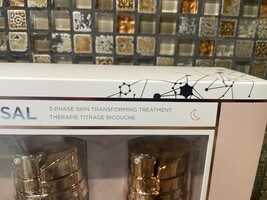 SAL
3-PHASE SKIN TRANSFORMING TREATMENT
THÉRAPIE TITRAGE BICOUCHE